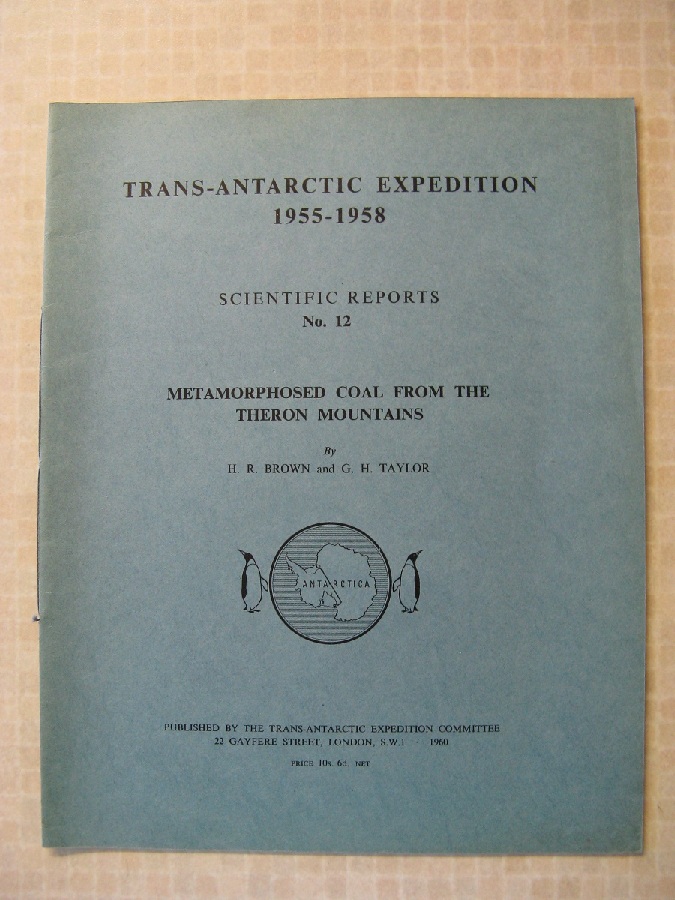 TRANS-ANTARCTIC EXPEDITION
1955-1958
SCIENTIFIC REPORTS
No. 12
METAMORPHOSED COAL FROM THE
THERON MOUNTAINS
By
H. R. BROWN and G. H. TAYLOR
ANTARCTICA
PUBLISHED BY THE TRANS-ANTARCTIC EXPEDITION COMMITTEE
22 GAYFERE STREET, LONDON, S.W.1 1960
PRICE 10s. 6d. NET